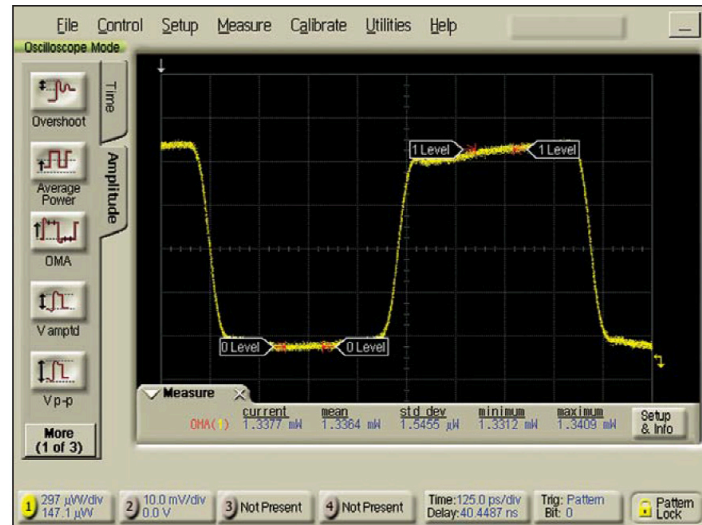 File Control Setup Measure Calibrate Utilities Help
Oscilloscope Mode
Time
Amplitude
Overshoot
Average
Power
OMA
V amptd
V p-p
More
(1 of 3)
1 Level 1 Level
0 Level 0 Level
Measure
current mean std dev minimum maximum
OMA(1) 1.3377 mW 1.3364 mW 1.5455 μW 1.3312 mW 1.3409 mW
Setup
& Info
1 297 μW/div
147.1 μW
2 10.0 mV/div
0.0 V
3 Not Present
4 Not Present
Time:125.0 ps/div
Delay:40.4487 ns
Trig: Pattern
Bit: 0
Pattern
Lock